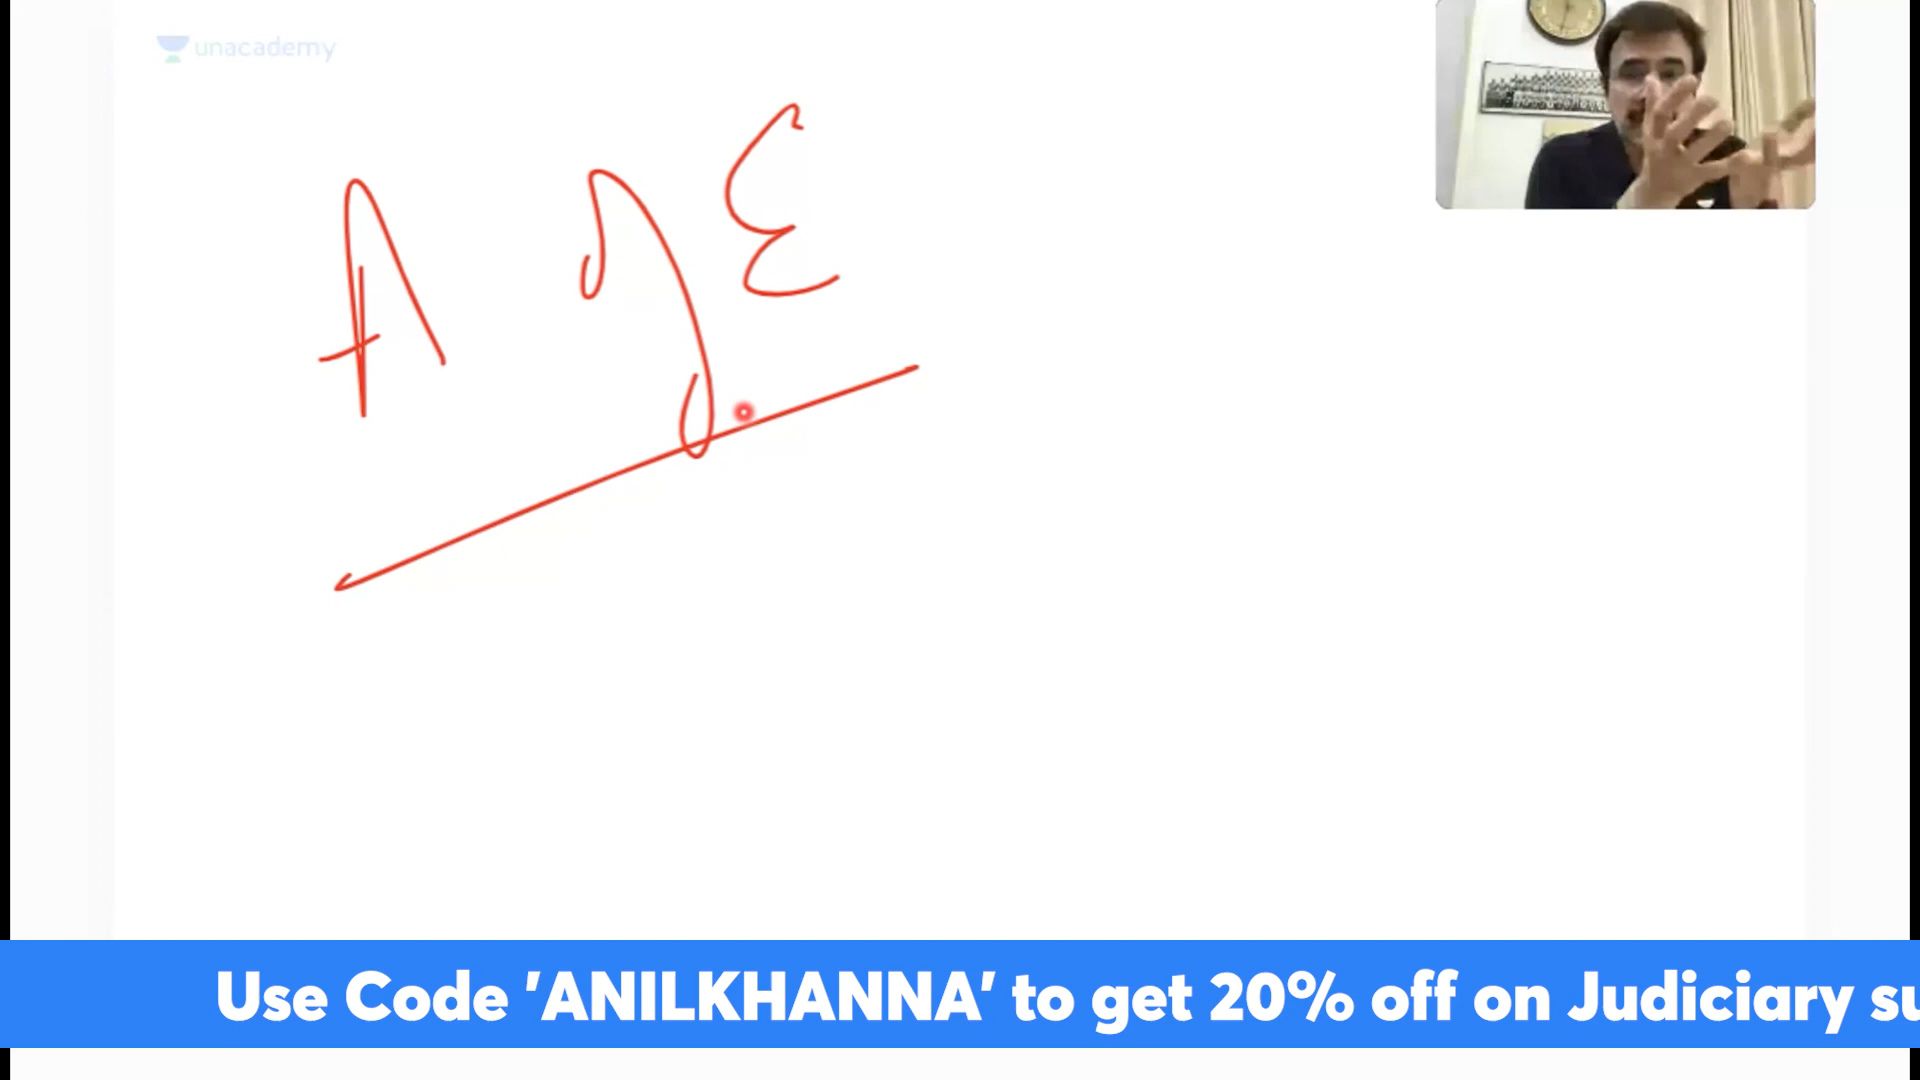 unacademy
A g E
Use Code 'ANILKHANNA' to get 20% off on Judiciary su